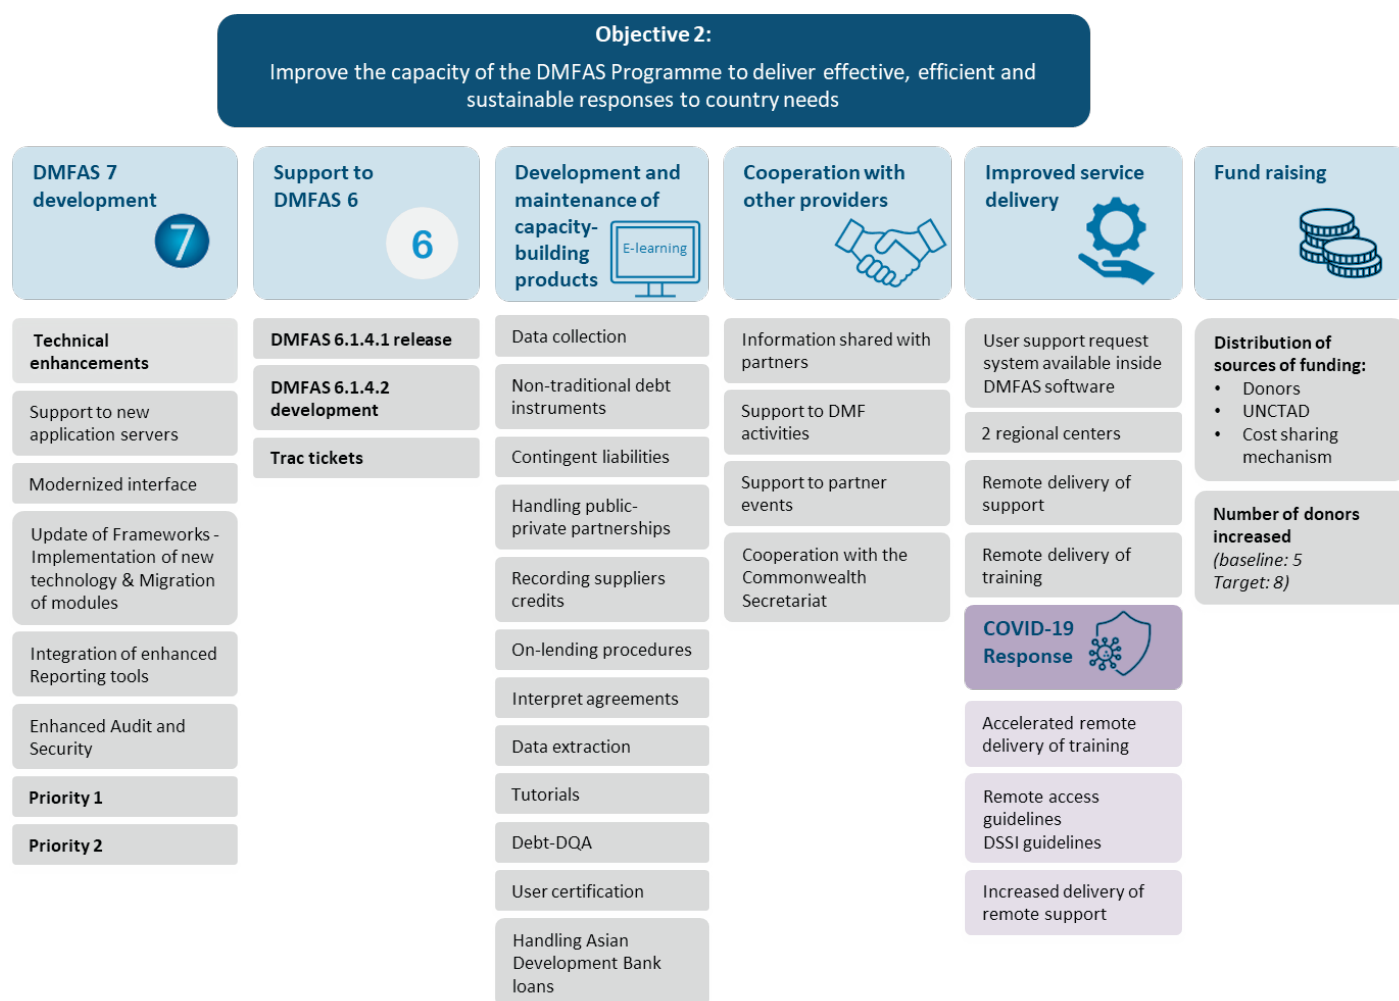 Objective 2:
Improve the capacity of the DMFAS Programme to deliver effective, efficient and
sustainable responses to country needs
DMFAS 7
development
7
Technical
enhancements
Support to new
application servers
Modernized interface
Update of Frameworks -
Implementation of new
technology & Migration
of modules
Integration of enhanced
Reporting tools
Enhanced Audit and
Security
Priority 1
Priority 2
Support to
DMFAS 6
6
DMFAS 6.1.4.1 release
DMFAS 6.1.4.2
development
Trac tickets
Development and
maintenance of
capacity-
building
products
E-learning
Data collection
Non-traditional debt
instruments
Contingent liabilities
Handling public-
private partnerships
Recording suppliers
credits
On-lending procedures
Interpret agreements
Data extraction
Tutorials
Debt-DQA
User certification
Handling Asian
Development Bank
loans
Cooperation with
other providers
Information shared with
partners
Support to DMF
activities
Support to partner
events
Cooperation with the
Commonwealth
Secretariat
Improved service
delivery
User support request
system available inside
DMFAS software
2 regional centers
Remote delivery of
support
Remote delivery of
training
COVID-19
Response
Accelerated remote
delivery of training
Remote access
guidelines
DSSI guidelines
Increased delivery of
remote support
Fund raising
Distribution of
sources of funding:
• Donors
• UNCTAD
• Cost sharing
mechanism
Number of donors
increased
(baseline: 5
Target: 8)